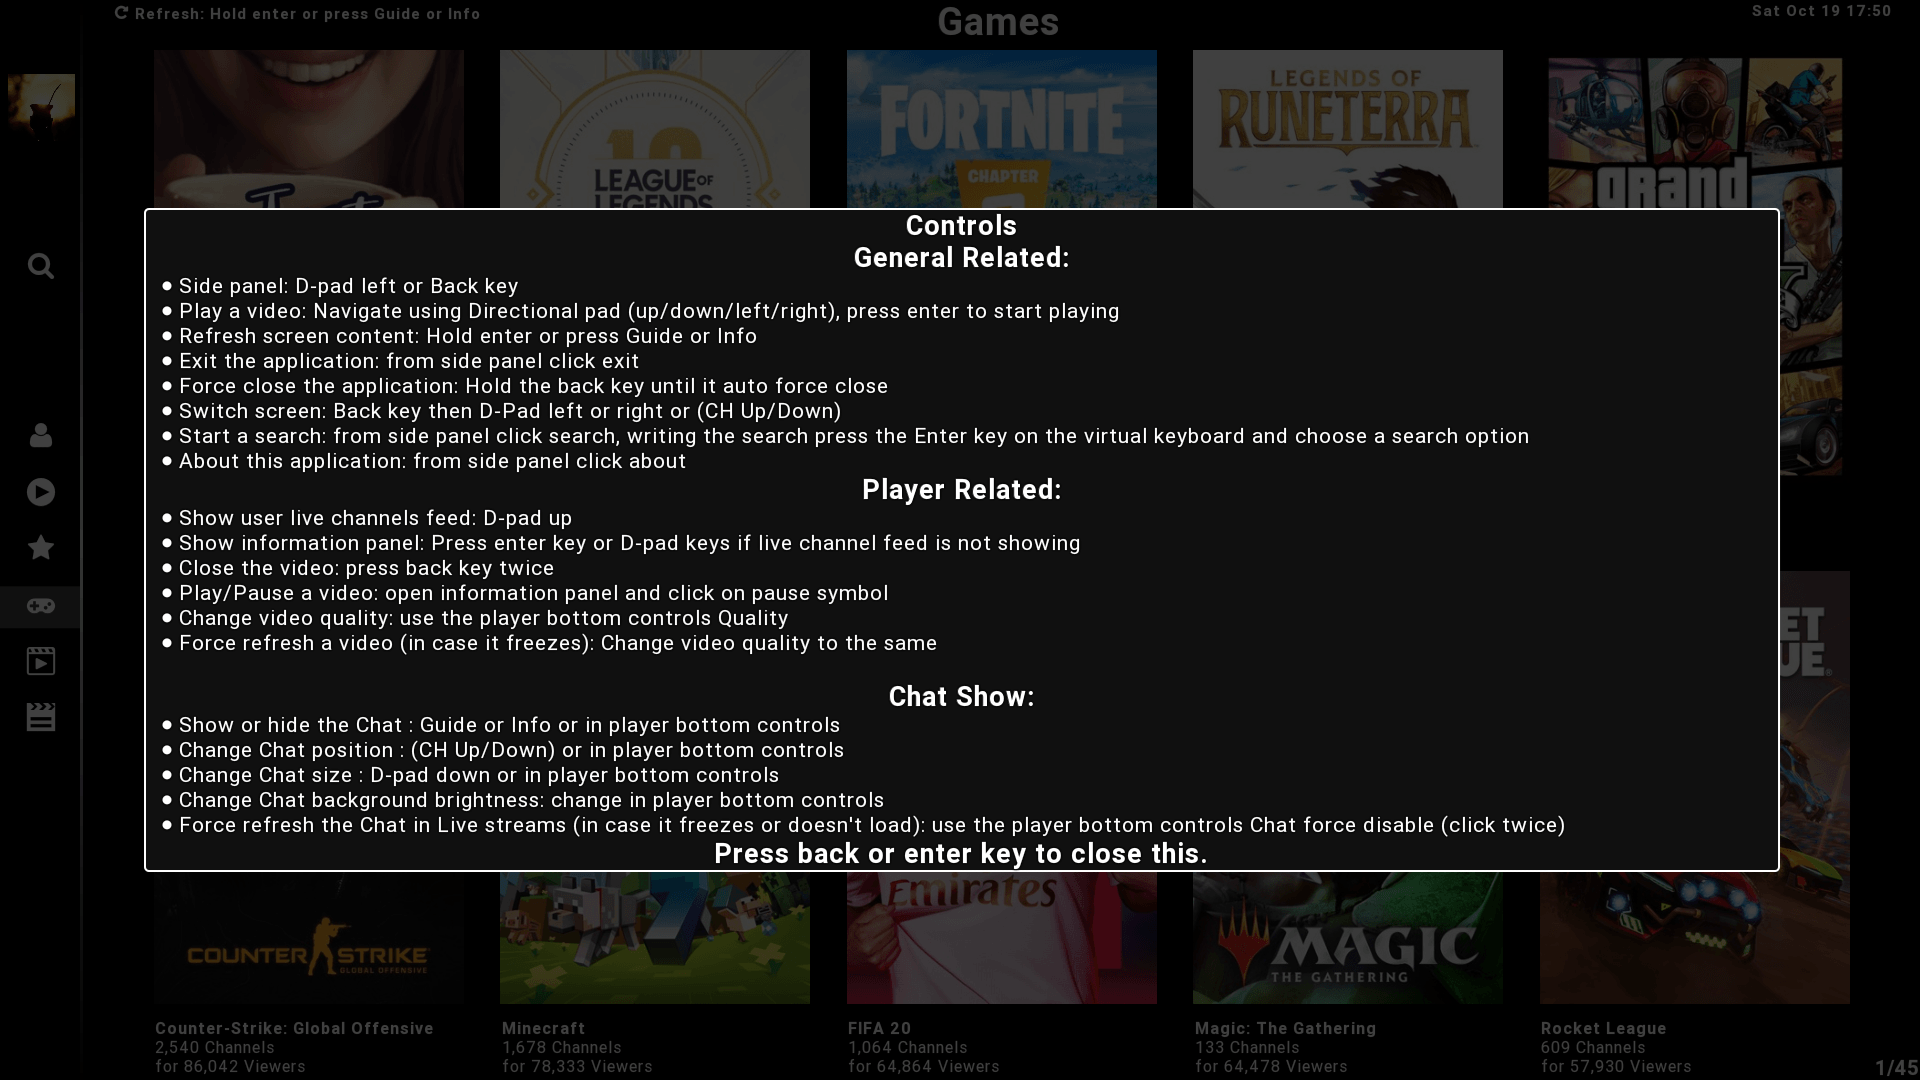 Refresh: Hold enter or press Guide or Info
Games
Sat Oct 19 17:50
LEAGUE OF
LEGENDS
FORTNITE
CHAPTER
LEGENDS OF
RUNETERRA
GRAND
Controls
General Related:
● Side panel: D-pad left or Back key
● Play a video: Navigate using Directional pad (up/down/left/right), press enter to start playing
● Refresh screen content: Hold enter or press Guide or Info
● Exit the application: from side panel click exit
● Force close the application: Hold the back key until it auto force close
● Switch screen: Back key then D-Pad left or right or (CH Up/Down)
● Start a search: from side panel click search, writing the search press the Enter key on the virtual keyboard and choose a search option
● About this application: from side panel click about
Player Related:
● Show user live channels feed: D-pad up
● Show information panel: Press enter key or D-pad keys if live channel feed is not showing
● Close the video: press back key twice
● Play/Pause a video: open information panel and click on pause symbol
● Change video quality: use the player bottom controls Quality
● Force refresh a video (in case it freezes): Change video quality to the same
Chat Show:
● Show or hide the Chat : Guide or Info or in player bottom controls
● Change Chat position : (CH Up/Down) or in player bottom controls
● Change Chat size : D-pad down or in player bottom controls
● Change Chat background brightness: change in player bottom controls
● Force refresh the Chat in Live streams (in case it freezes or doesn't load): use the player bottom controls Chat force disable (click twice)
Press back or enter key to close this.
COUNTER STRIKE
GLOBAL OFFENSIVE
Emirates
MAGIC
THE GATHERING
Counter-Strike: Global Offensive
2,540 Channels
for 86,042 Viewers
Minecraft
1,678 Channels
for 78,333 Viewers
FIFA 20
1,064 Channels
for 64,864 Viewers
Magic: The Gathering
133 Channels
for 64,478 Viewers
Rocket League
609 Channels
for 57,930 Viewers
1/45